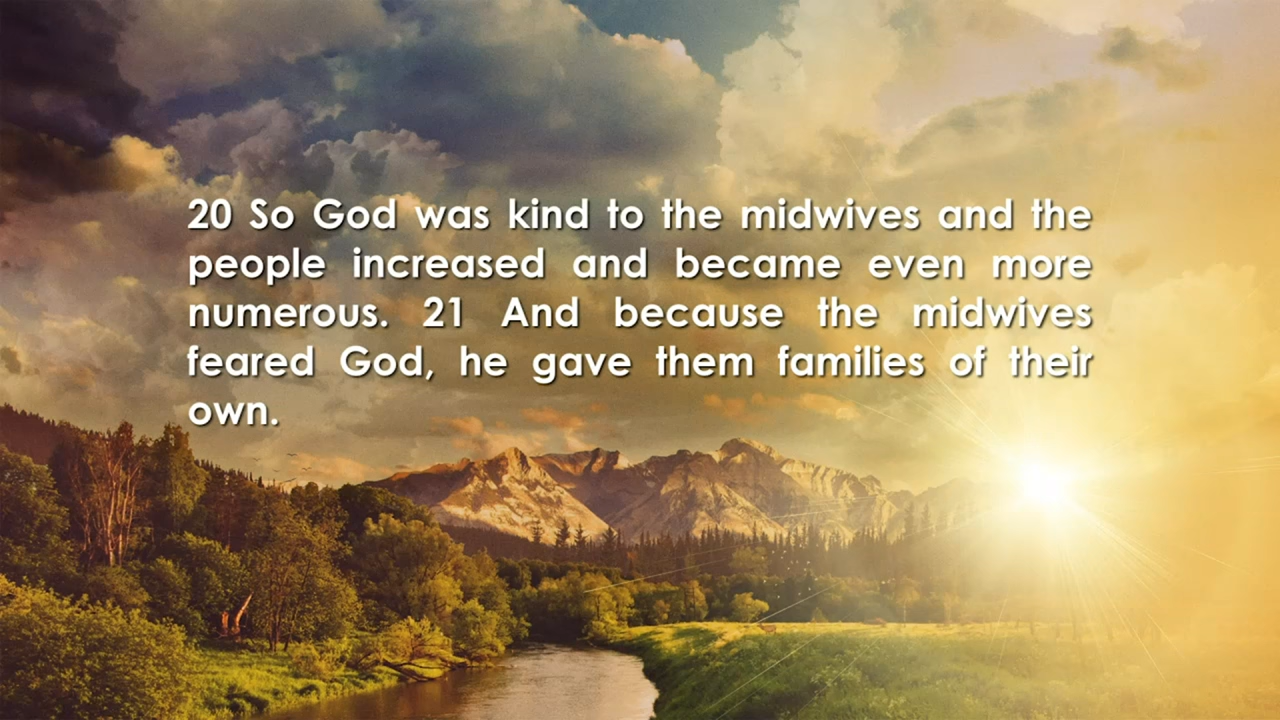 20 So God was kind to the midwives and the
people increased and became even more
numerous. 21 And because the midwives
feared God, he gave them families of their
own.